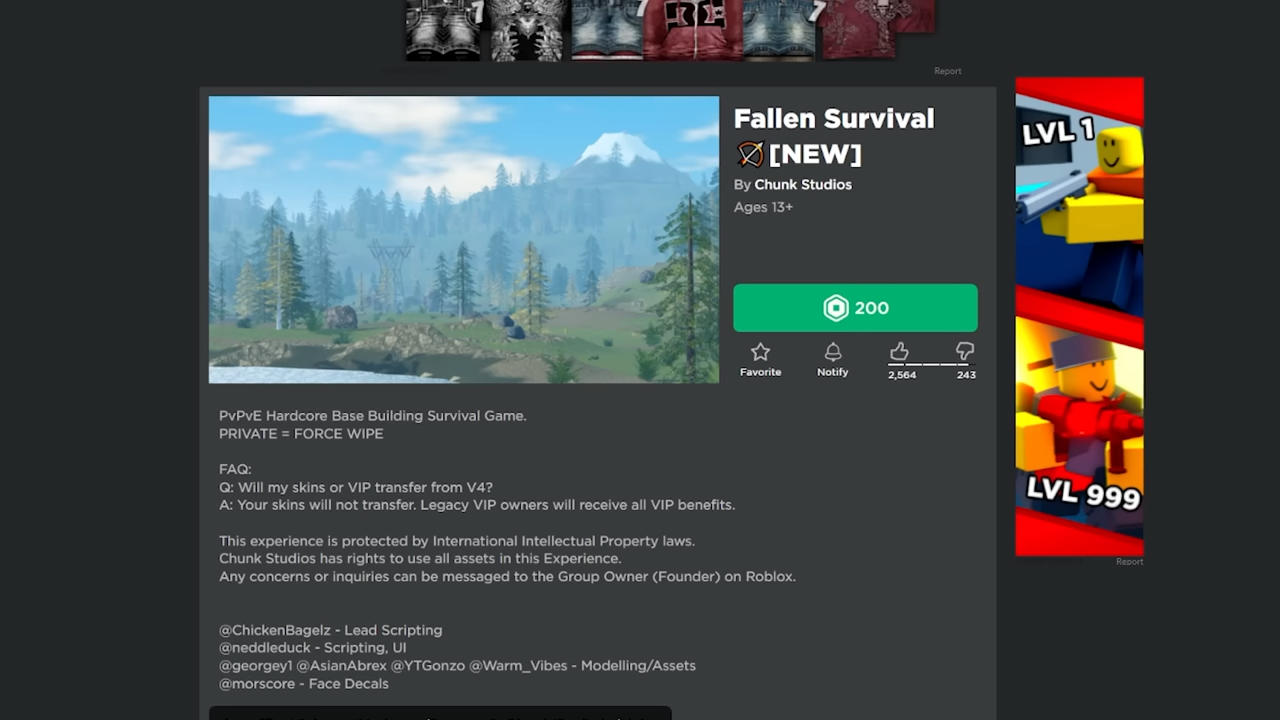 7
7
7
Report
Fallen Survival
[NEW]
By Chunk Studios
Ages 13+
200
Favorite
Notify
2,564
243
PvPvE Hardcore Base Building Survival Game.
PRIVATE = FORCE WIPE
FAQ:
Q: Will my skins or VIP transfer from V4?
A: Your skins will not transfer. Legacy VIP owners will receive all VIP benefits.
This experience is protected by International Intellectual Property laws.
Chunk Studios has rights to use all assets in this Experience.
Any concerns or inquiries can be messaged to the Group Owner (Founder) on Roblox.
@ChickenBagelz - Lead Scripting
@neddleduck - Scripting, UI
@georgey1 @AsianAbrex @YTGonzo @Warm_Vibes - Modelling/Assets
@morscore - Face Decals
LVL 1
LVL 999
Report